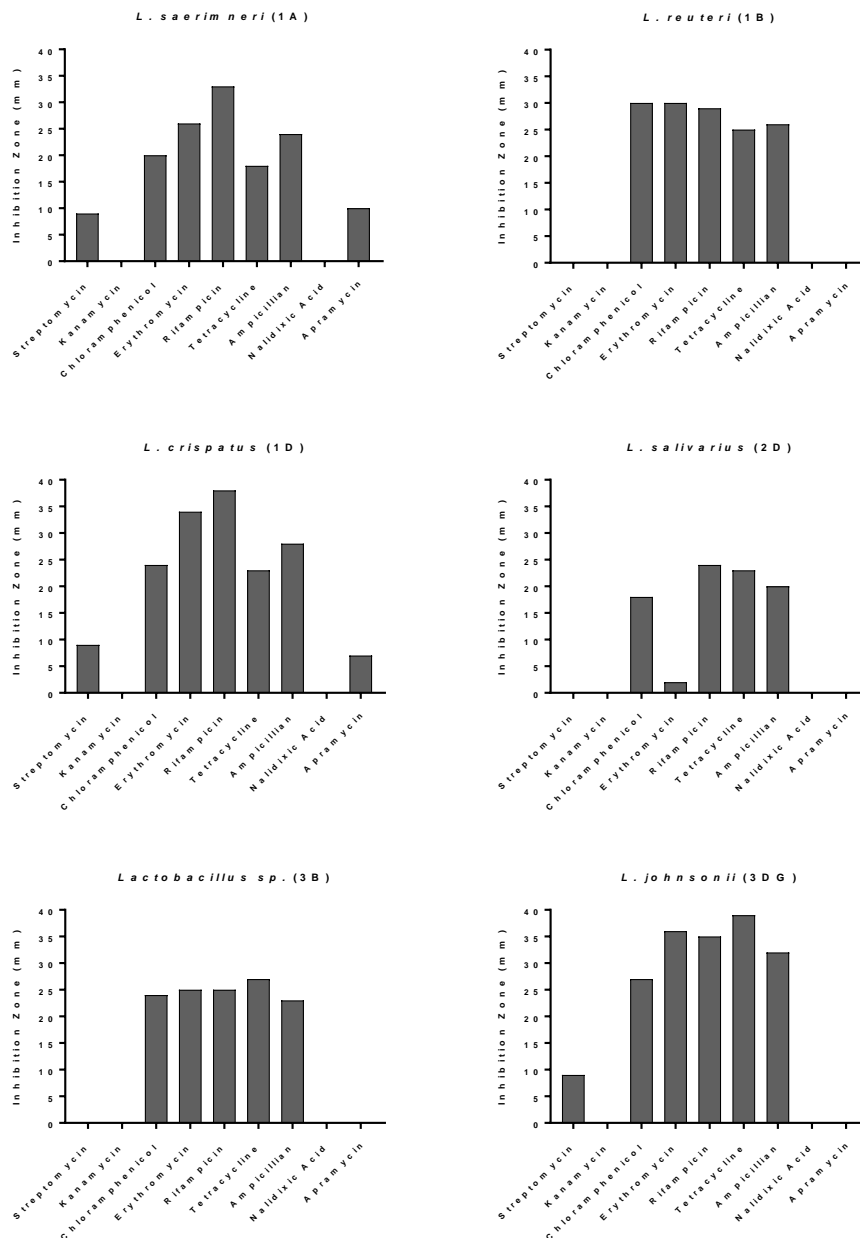 L. saerimneri (1A)
Inhibition Zone (mm)
40
35
30
25
20
15
10
5
0
Streptomycin
Kanamycin
Chloramphenicol
Erythromycin
Rifampicin
Tetracycline
Ampicillian
Nalidixic Acid
Apramycin
L. reuteri (1B)
Inhibition Zone (mm)
40
35
30
25
20
15
10
5
0
Streptomycin
Kanamycin
Chloramphenicol
Erythromycin
Rifampicin
Tetracycline
Ampicillian
Nalidixic Acid
Apramycin
L. crispatus (1D)
Inhibition Zone (mm)
40
35
30
25
20
15
10
5
0
Streptomycin
Kanamycin
Chloramphenicol
Erythromycin
Rifampicin
Tetracycline
Ampicillian
Nalidixic Acid
Apramycin
L. salivarius (2D)
Inhibition Zone (mm)
40
35
30
25
20
15
10
5
0
Streptomycin
Kanamycin
Chloramphenicol
Erythromycin
Rifampicin
Tetracycline
Ampicillian
Nalidixic Acid
Apramycin
Lactobacillus sp. (3B)
Inhibition Zone (mm)
40
35
30
25
20
15
10
5
0
Streptomycin
Kanamycin
Chloramphenicol
Erythromycin
Rifampicin
Tetracycline
Ampicillian
Nalidixic Acid
Apramycin
L. johnsonii (3DG)
Inhibition Zone (mm)
40
35
30
25
20
15
10
5
0
Streptomycin
Kanamycin
Chloramphenicol
Erythromycin
Rifampicin
Tetracycline
Ampicillian
Nalidixic Acid
Apramycin